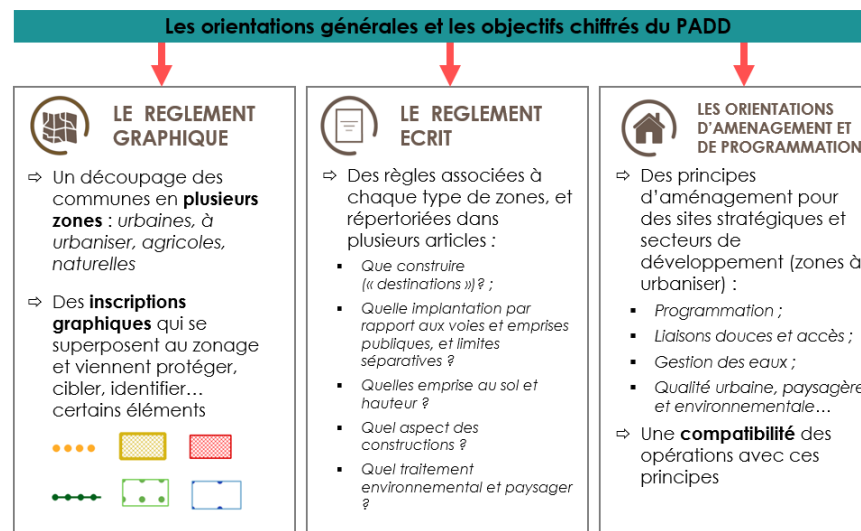 Les orientations générales et les objectifs chiffrés du PADD
LE REGLEMENT
GRAPHIQUE
⇨ Un découpage des
communes en plusieurs
zones : urbaines, à
urbaniser, agricoles,
naturelles
⇨ Des inscriptions
graphiques qui se
superposent au zonage
et viennent protéger,
cibler, identifier…
certains éléments
LE REGLEMENT
ECRIT
⇨ Des règles associées à
chaque type de zones, et
répertoriées dans
plusieurs articles :
▪ Que construire
(« destinations »)? ;
▪ Quelle implantation par
rapport aux voies et emprises
publiques, et limites
séparatives ?
▪ Quelles emprise au sol et
hauteur ?
▪ Quel aspect des
constructions ?
▪ Quel traitement
environnemental et paysager
?
LES ORIENTATIONS
D'AMENAGEMENT ET
DE PROGRAMMATION
⇨ Des principes
d'aménagement pour
des sites stratégiques et
secteurs de
développement (zones à
urbaniser) :
▪ Programmation ;
▪ Liaisons douces et accès ;
▪ Gestion des eaux ;
▪ Qualité urbaine, paysagère
et environnementale…
⇨ Une compatibilité des
opérations avec ces
principes